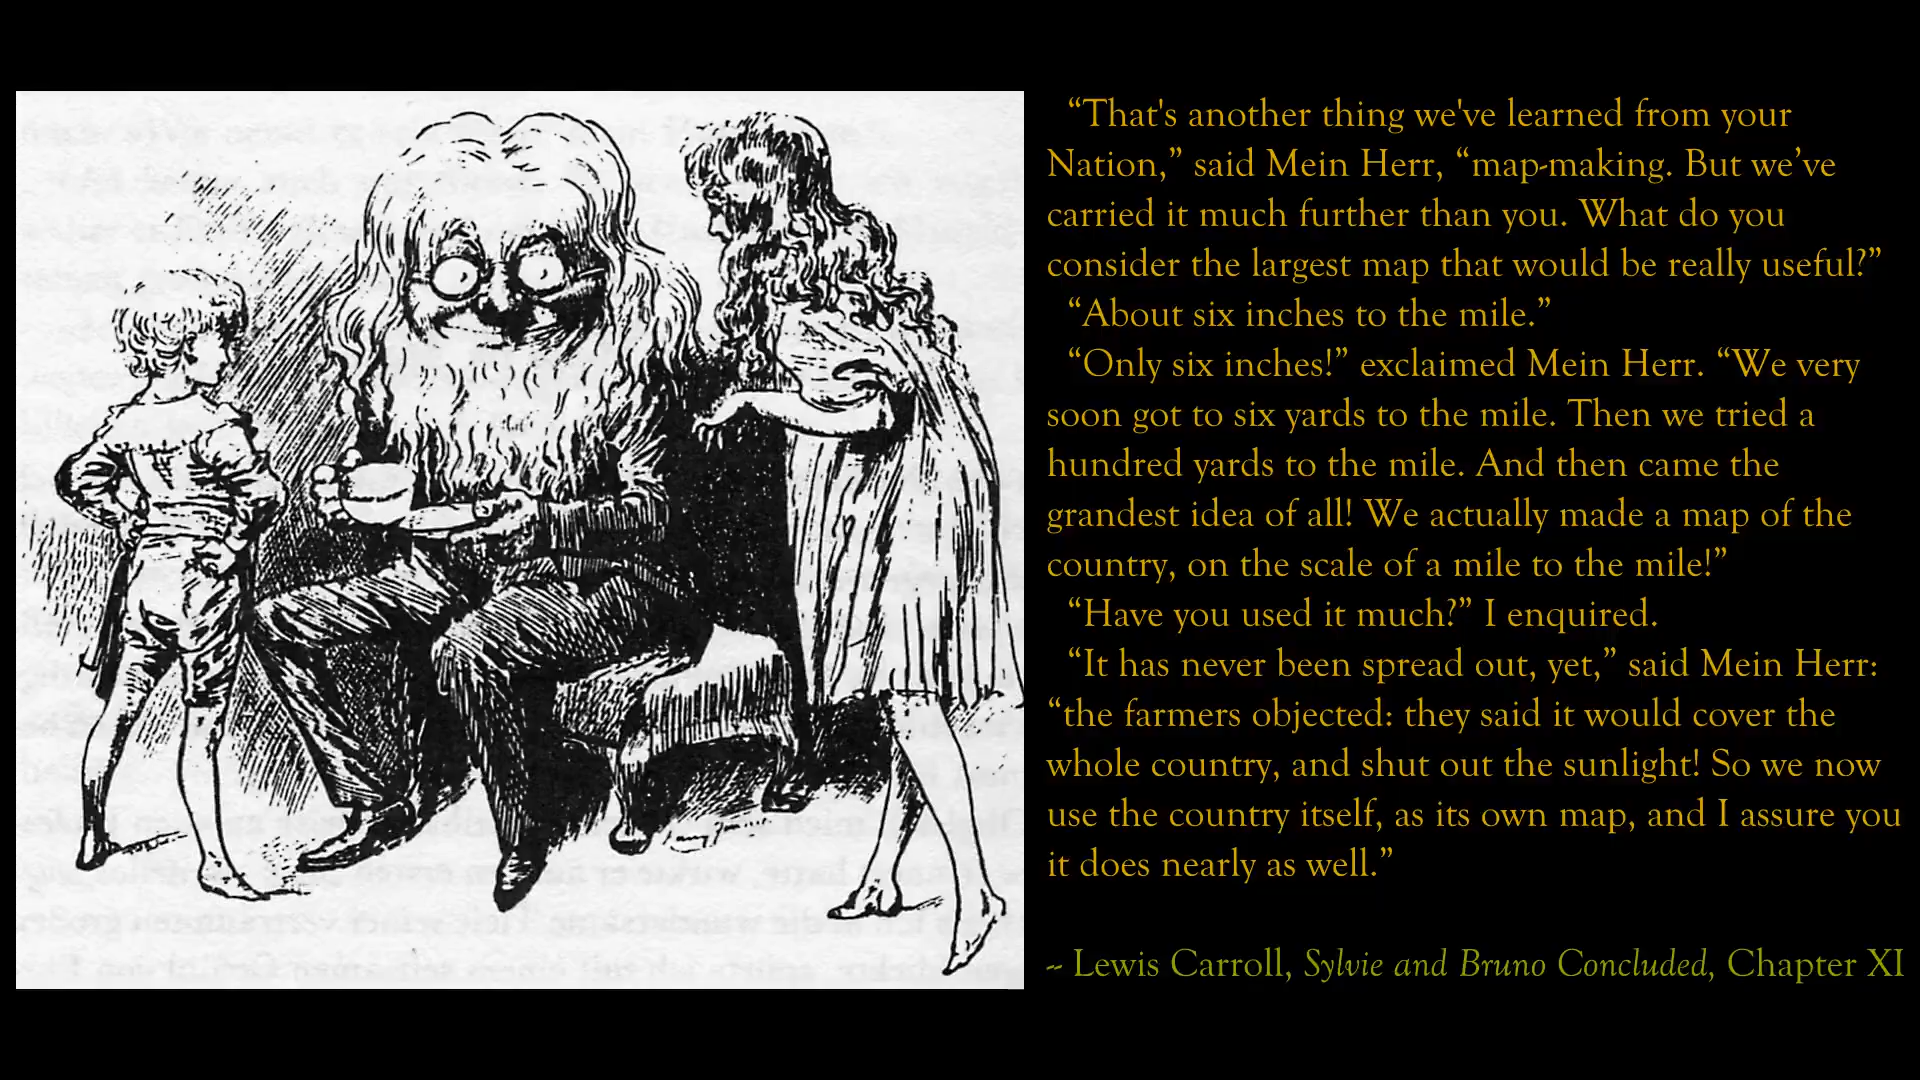 “That's another thing we've learned from your
Nation,” said Mein Herr, “map-making. But we’ve
carried it much further than you. What do you
consider the largest map that would be really useful?”
“About six inches to the mile.”
“Only six inches!” exclaimed Mein Herr. “We very
soon got to six yards to the mile. Then we tried a
hundred yards to the mile. And then came the
grandest idea of all! We actually made a map of the
country, on the scale of a mile to the mile!”
“Have you used it much?” I enquired.
“It has never been spread out, yet,” said Mein Herr:
“the farmers objected: they said it would cover the
whole country, and shut out the sunlight! So we now
use the country itself, as its own map, and I assure you
it does nearly as well.”
-- Lewis Carroll, Sylvie and Bruno Concluded, Chapter XI